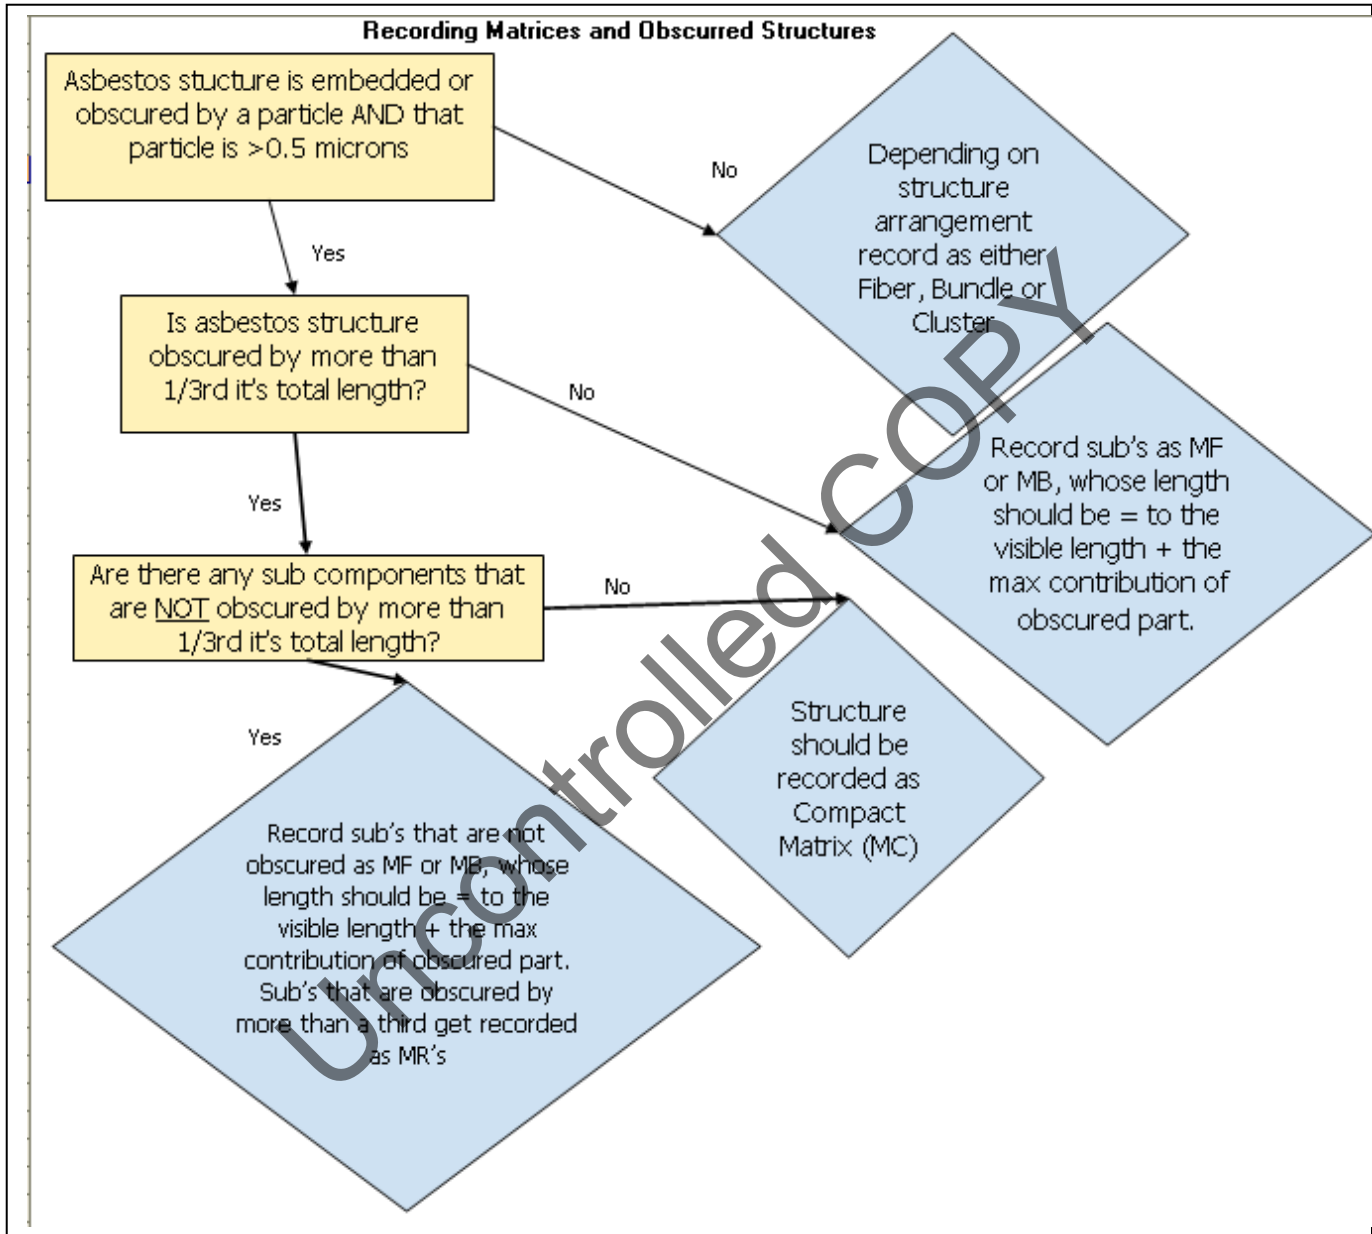 Recording Matrices and Obscurred Structures
Asbestos stucture is embedded or
obscured by a particle AND that
particle is >0.5 microns
No
Depending on
structure
arrangement
record as either
Fiber, Bundle or
Cluster
Yes
Is asbestos structure
obscured by more than
1/3rd it's total length?
No
Record sub's as MF
or MB, whose length
should be = to the
visible length + the
max contribution of
obscured part.
Yes
Are there any sub components that
are NOT obscured by more than
1/3rd it's total length?
No
Structure
should be
recorded as
Compact
Matrix (MC)
Yes
Record sub's that are not
obscured as MF or MB, whose
length should be = to the
visible length + the max
contribution of obscured part.
Sub's that are obscured by
more than a third get recorded
as MR's
Uncontrolled COPY